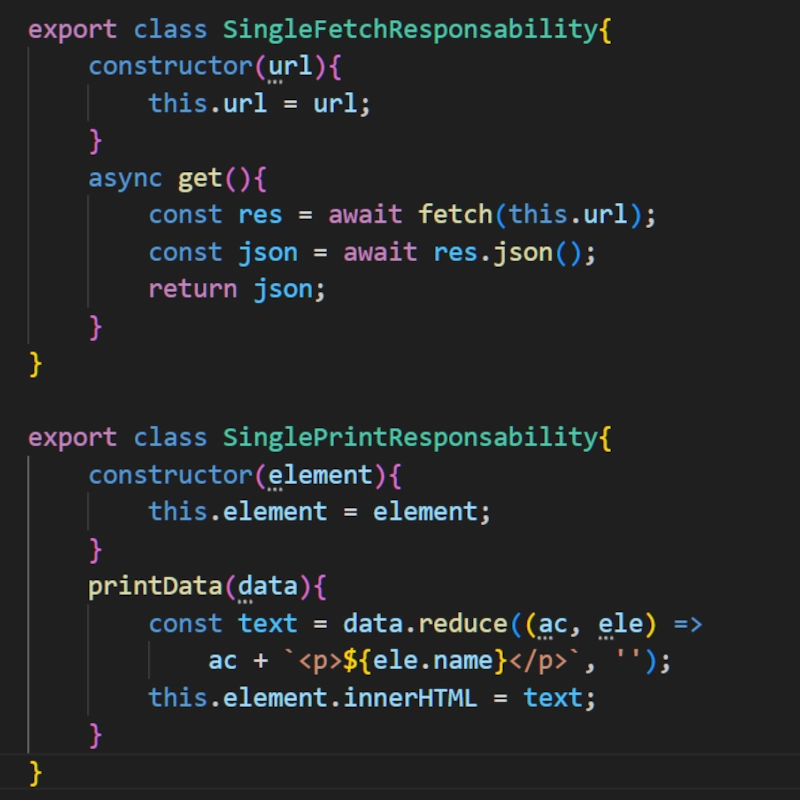 export class SingleFetchResponsability{
    constructor(url){
        this.url = url;
    }
    async get(){
        const res = await fetch(this.url);
        const json = await res.json();
        return json;
    }
}

export class SinglePrintResponsability{
    constructor(element){
        this.element = element;
    }
    printData(data){
        const text = data.reduce((ac, ele) =>
            ac + `<p>${ele.name}</p>`, '');
        this.element.innerHTML = text;
    }
}